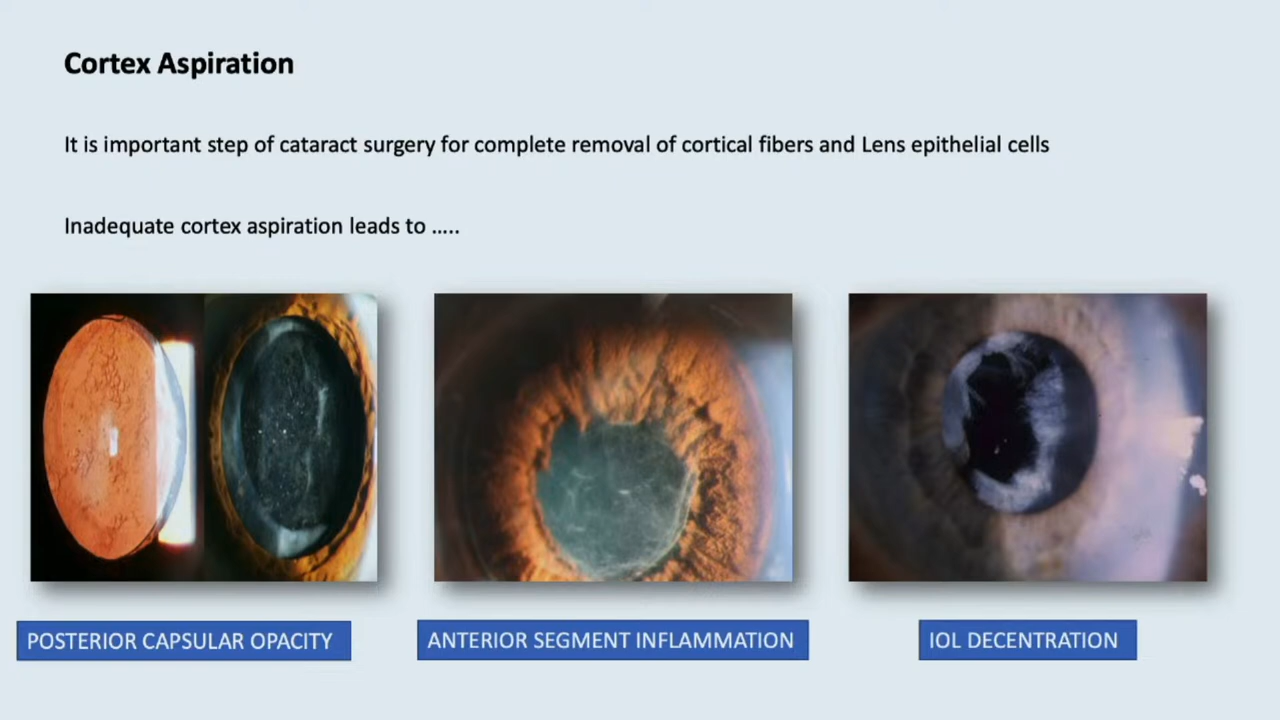 Cortex Aspiration
It is important step of cataract surgery for complete removal of cortical fibers and Lens epithelial cells
Inadequate cortex aspiration leads to .....
POSTERIOR CAPSULAR OPACITY
ANTERIOR SEGMENT INFLAMMATION
IOL DECENTRATION